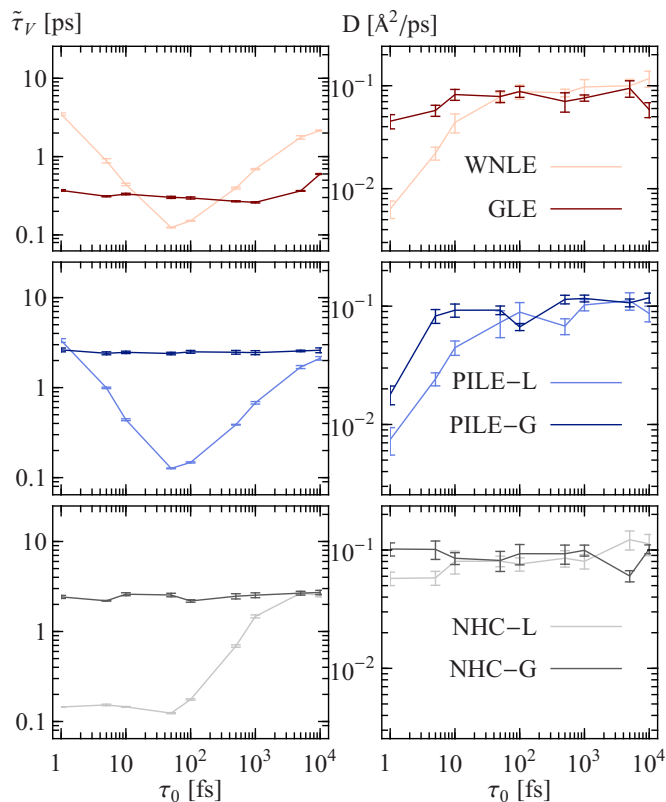 τ̃_V [ps]
D [Å²/ps]
10
1
0.1
10⁻¹
10⁻²
WNLE
GLE
10
1
0.1
10⁻¹
10⁻²
PILE−L
PILE−G
10
1
0.1
10⁻¹
10⁻²
NHC−L
NHC−G
1 10 10² 10³ 10⁴
1 10 10² 10³ 10⁴
τ₀ [fs]
τ₀ [fs]